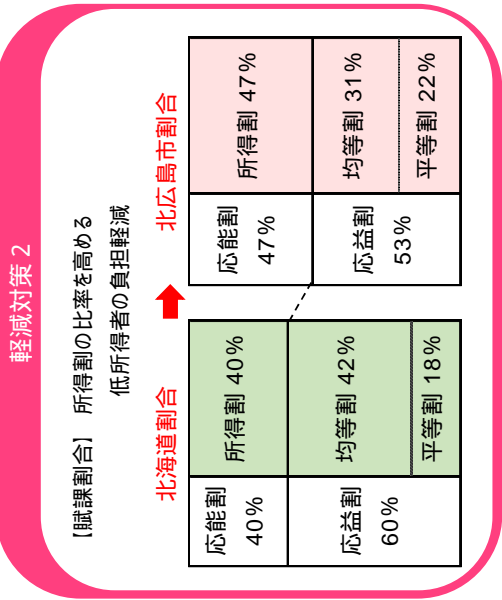 軽減対策２
【賦課割合】　所得割の比率を高める
低所得者の負担軽減
北海道割合
応能割
40%
所得割 40%
応益割
60%
均等割 42%
平等割 18%
北広島市割合
応能割
47%
所得割 47%
応益割
53%
均等割 31%
平等割 22%